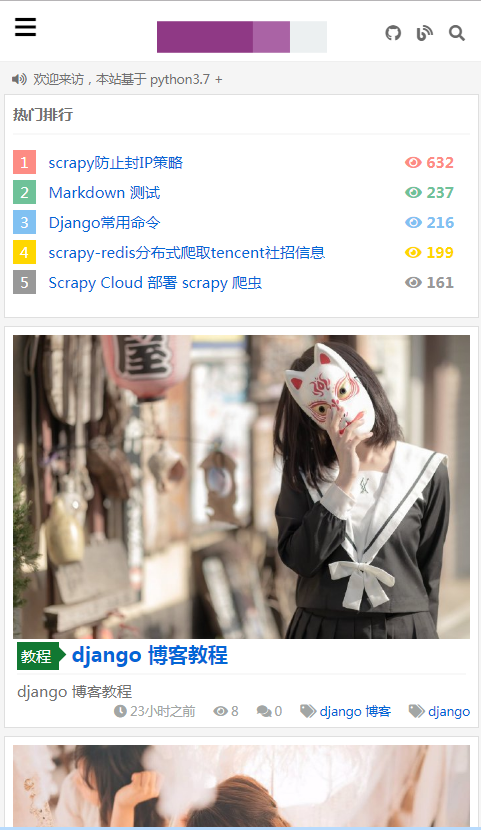 欢迎来访，本站基于 python3.7 +
热门排行
1 scrapy防止封IP策略 632
2 Markdown 测试 237
3 Django常用命令 216
4 scrapy-redis分布式爬取tencent社招信息 199
5 Scrapy Cloud 部署 scrapy 爬虫 161
屋
教程 django 博客教程
django 博客教程
23小时之前 8 0 django 博客 django